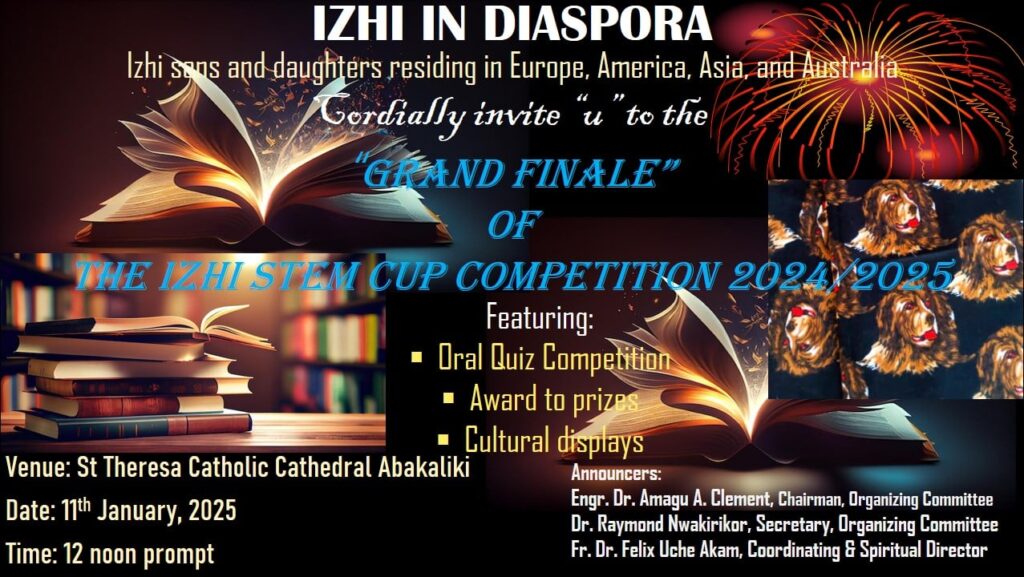 IZHI IN DIASPORA
Izhi sons and daughters residing in Europe, America, Asia, and Australia
Cordially invite “u” to the
“GRAND FINALE”
OF
THE IZHI STEM CUP COMPETITION 2024/2025
Featuring:
▪ Oral Quiz Competition
▪ Award to prizes
▪ Cultural displays
Venue: St Theresa Catholic Cathedral Abakaliki
Date: 11th January, 2025
Time: 12 noon prompt
Announcers:
Engr. Dr. Amagu A. Clement, Chairman, Organizing Committee
Dr. Raymond Nwakirikor, Secretary, Organizing Committee
Fr. Dr. Felix Uche Akam, Coordinating & Spiritual Director